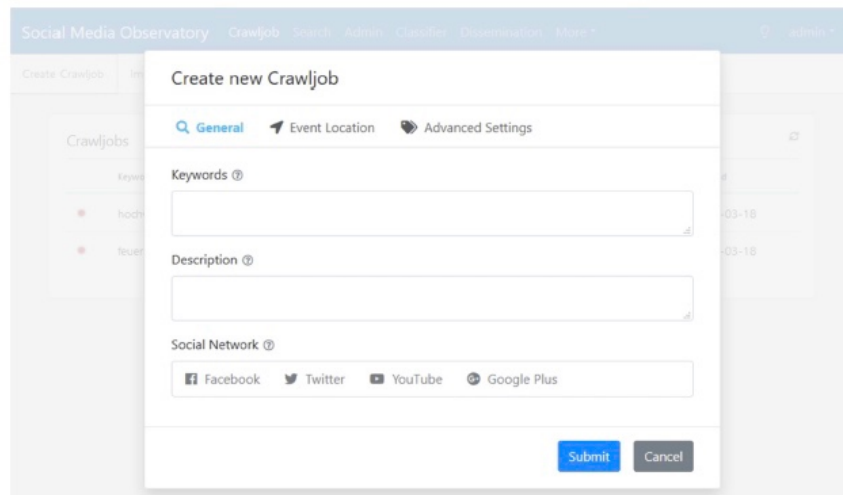 Social Media Observatory Crawljob Search Admin Classifier Dissemination More admin
Create Crawljob
Create new Crawljob
General Event Location Advanced Settings
Crawljobs
Keywords
Description
Social Network
Facebook Twitter YouTube Google Plus
-03-18
-03-18
Submit Cancel